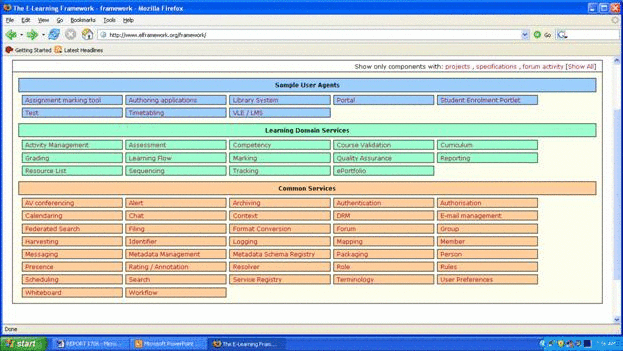 The E-Learning Framework - framework - Mozilla Firefox
File Edit View Go Bookmarks Tools Help
http://www.elframework.org/framework/
Go
Getting Started Latest Headlines
Show only components with: projects , specifications , forum activity [Show All]
Sample User Agents
Assignment marking tool Authoring applications Library System Portal Student Enrolment Portlet
Test Timetabling VLE / LMS
Learning Domain Services
Activity Management Assessment Competency Course Validation Curriculum
Grading Learning Flow Marking Quality Assurance Reporting
Resource List Sequencing Tracking ePortfolio
Common Services
AV conferencing Alert Archiving Authentication Authorisation
Calendaring Chat Context DRM E-mail management
Federated Search Filing Format Conversion Forum Group
Harvesting Identifier Logging Mapping Member
Messaging Metadata Management Metadata Schema Registry Packaging Person
Presence Rating / Annotation Resolver Role Rules
Scheduling Search Service Registry Terminology User Preferences
Whiteboard Workflow
Done
start REPORT 1706 - Micro... Microsoft PowerPoint ... The E-Learning Fram...